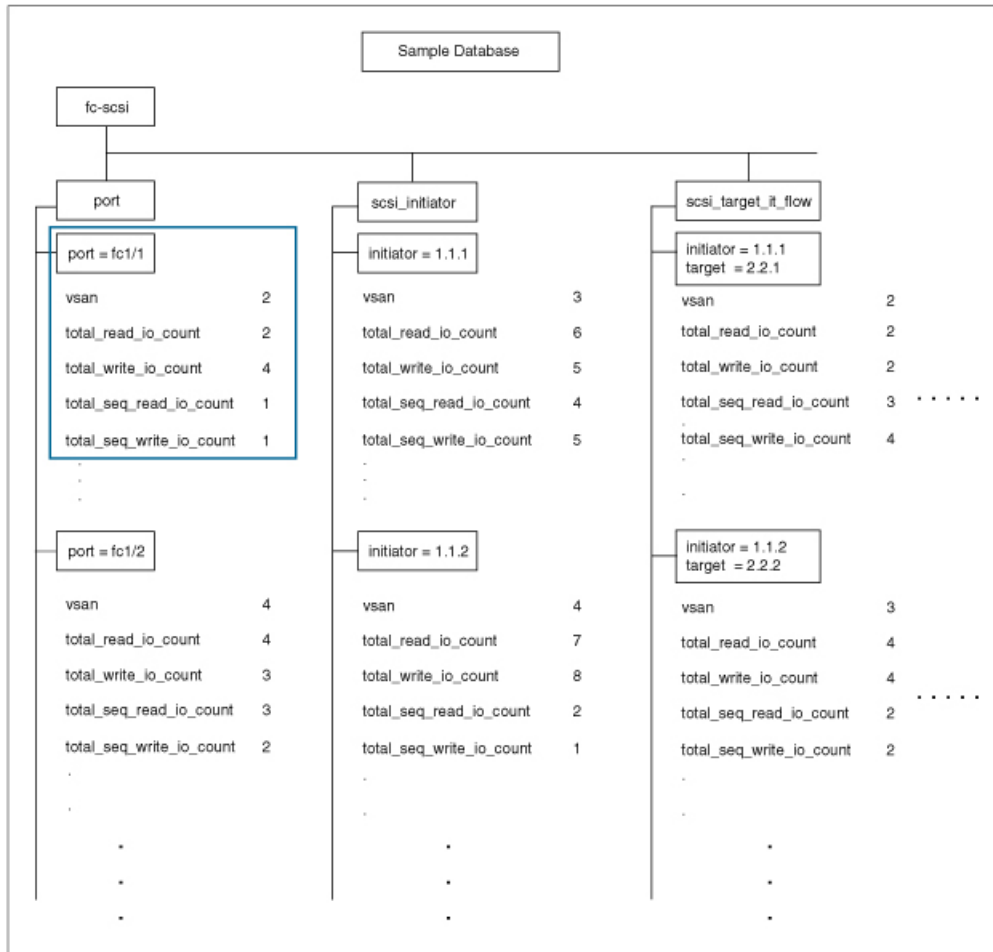 Sample Database
fc-scsi
port
port = fc1/1
vsan 2
total_read_io_count 2
total_write_io_count 4
total_seq_read_io_count 1
total_seq_write_io_count 1
port = fc1/2
vsan 4
total_read_io_count 4
total_write_io_count 3
total_seq_read_io_count 3
total_seq_write_io_count 2
scsi_initiator
initiator = 1.1.1
vsan 3
total_read_io_count 6
total_write_io_count 5
total_seq_read_io_count 4
total_seq_write_io_count 5
initiator = 1.1.2
vsan 4
total_read_io_count 7
total_write_io_count 8
total_seq_read_io_count 2
total_seq_write_io_count 1
scsi_target_it_flow
initiator = 1.1.1
target = 2.2.1
vsan 2
total_read_io_count 2
total_write_io_count 2
total_seq_read_io_count 3
total_seq_write_io_count 4
initiator = 1.1.2
target = 2.2.2
vsan 3
total_read_io_count 4
total_write_io_count 4
total_seq_read_io_count 2
total_seq_write_io_count 2